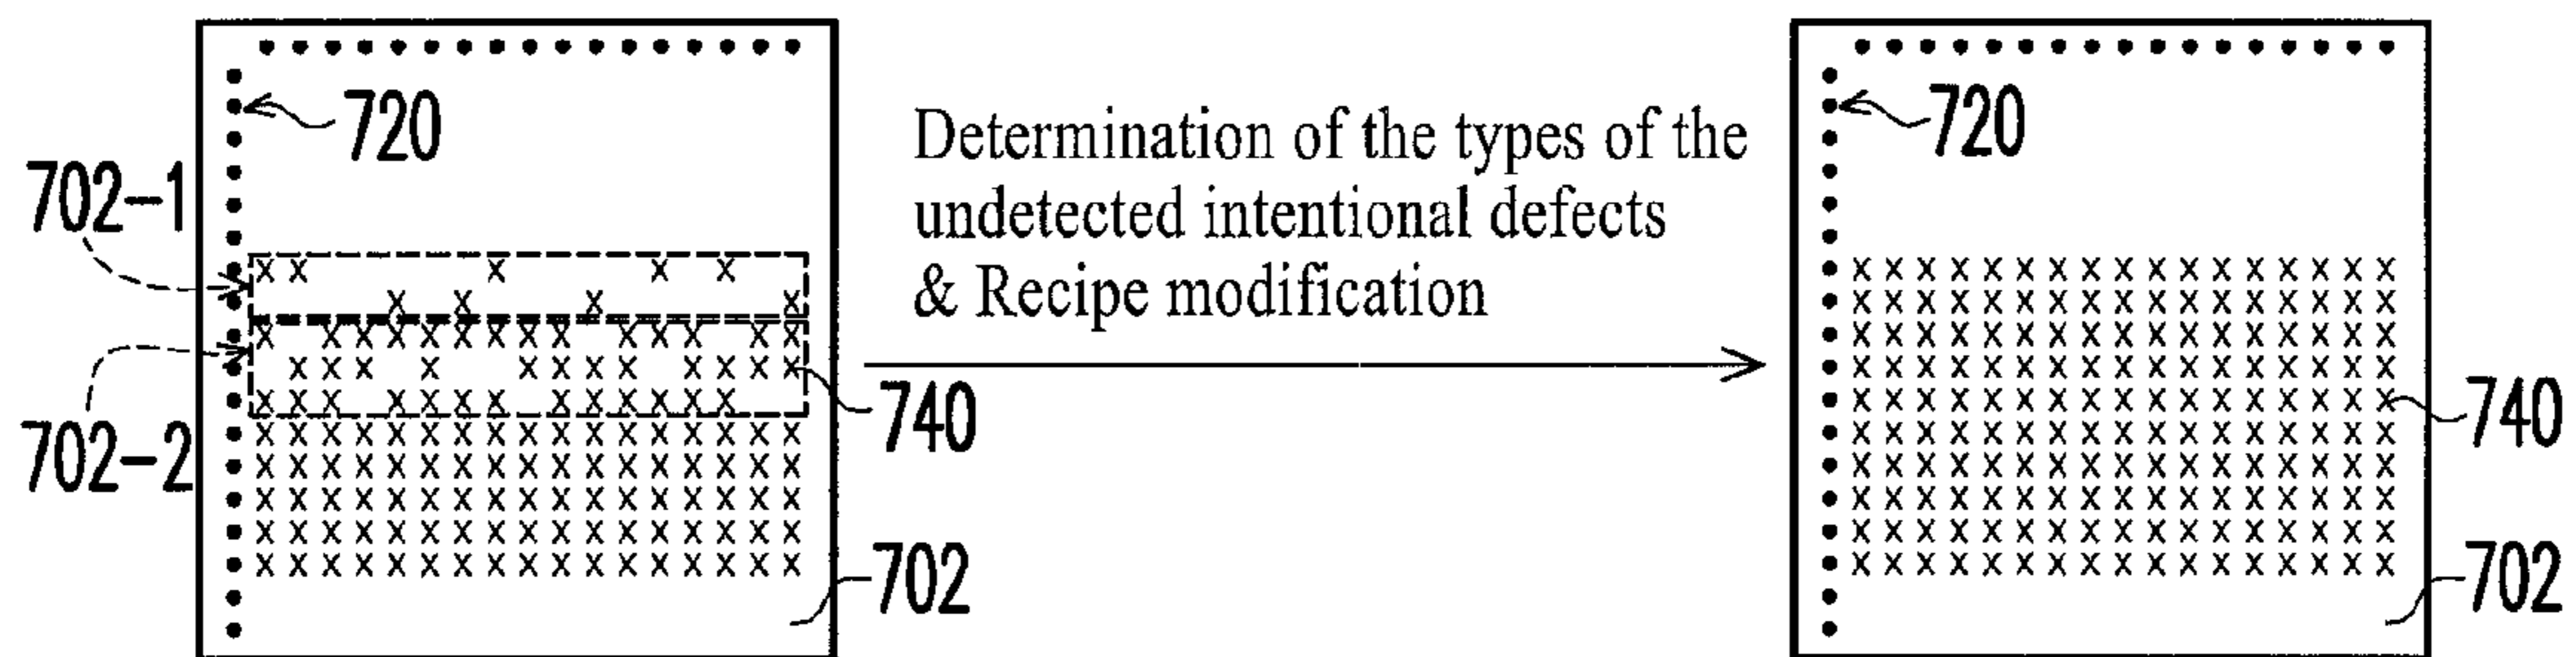 720
702-1
702-2
740
702
Determination of the types of the
undetected intentional defects
& Recipe modification
720
740
702